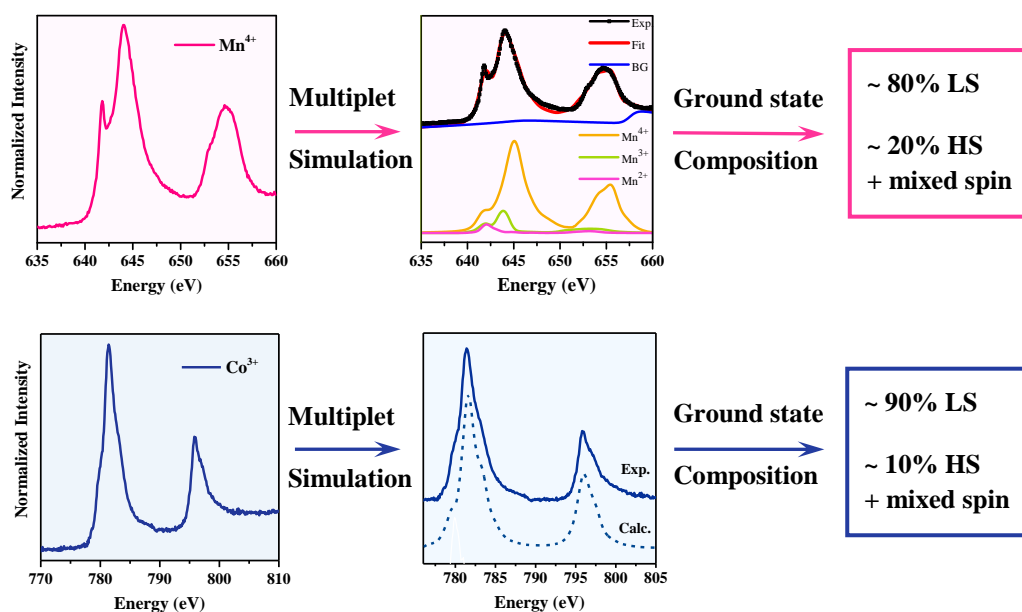 Normalized Intensity
Mn⁴⁺
635 640 645 650 655 660
Energy (eV)
Multiplet
Simulation
Exp
Fit
BG
Mn⁴⁺
Mn³⁺
Mn²⁺
635 640 645 650 655 660
Energy (eV)
Ground state
Composition
~ 80% LS
~ 20% HS
+ mixed spin
Normalized Intensity
Co³⁺
770 780 790 800 810
Energy (eV)
Multiplet
Simulation
Exp.
Calc.
780 785 790 795 800 805
Energy (eV)
Ground state
Composition
~ 90% LS
~ 10% HS
+ mixed spin